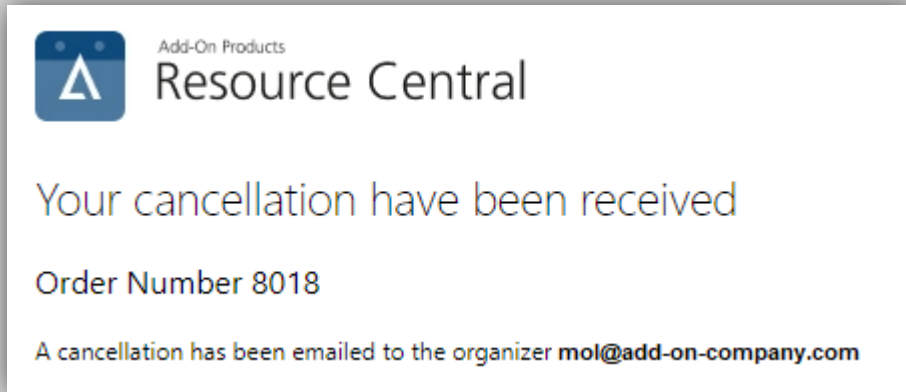 Add-On Products
Resource Central
Your cancellation have been received
Order Number 8018
A cancellation has been emailed to the organizer mol@add-on-company.com